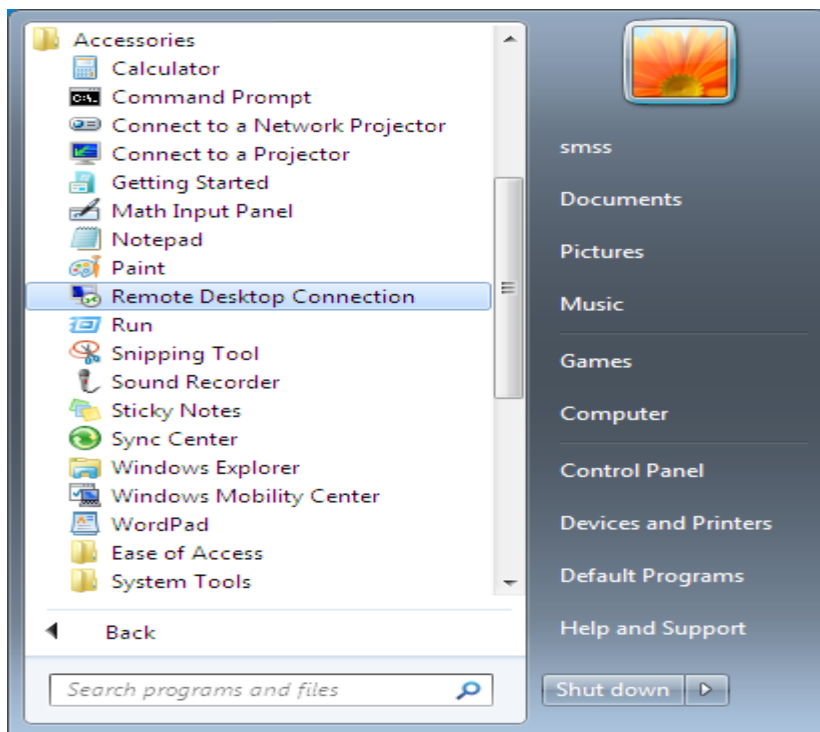 Accessories
Calculator
Command Prompt
Connect to a Network Projector
Connect to a Projector
Getting Started
Math Input Panel
Notepad
Paint
Remote Desktop Connection
Run
Snipping Tool
Sound Recorder
Sticky Notes
Sync Center
Windows Explorer
Windows Mobility Center
WordPad
Ease of Access
System Tools
Back
Search programs and files
smss
Documents
Pictures
Music
Games
Computer
Control Panel
Devices and Printers
Default Programs
Help and Support
Shut down